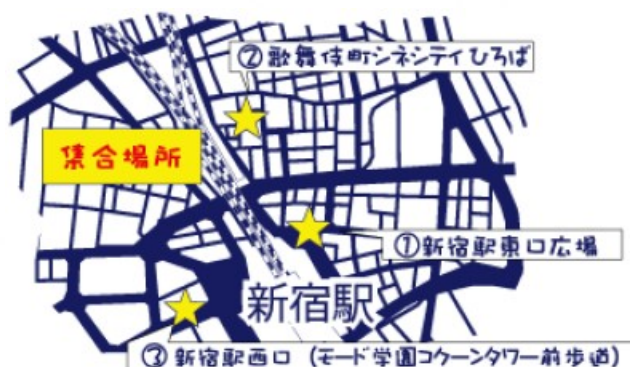 ②歌舞伎町シネシティひろば
集合場所
①新宿駅東口広場
新宿駅
③新宿駅西口 (モード学園コクーンタワー前歩道)